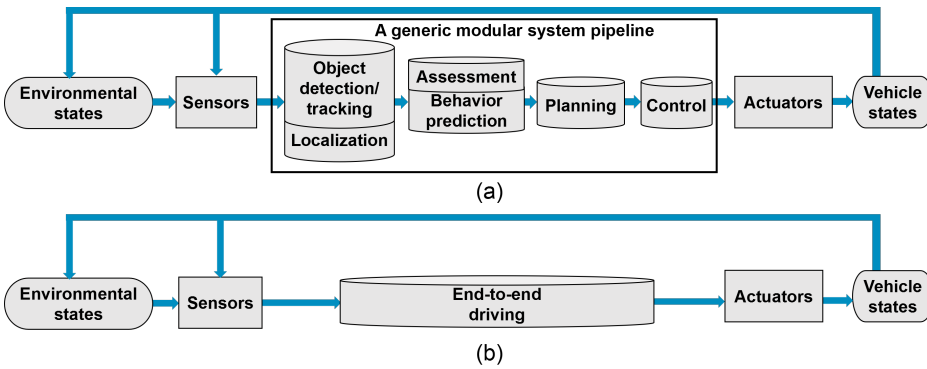 A generic modular system pipeline
Environmental
states
Sensors
Object
detection/
tracking
Localization
Assessment
Behavior
prediction
Planning
Control
Actuators
Vehicle
states
(a)
Environmental
states
Sensors
End-to-end
driving
Actuators
Vehicle
states
(b)